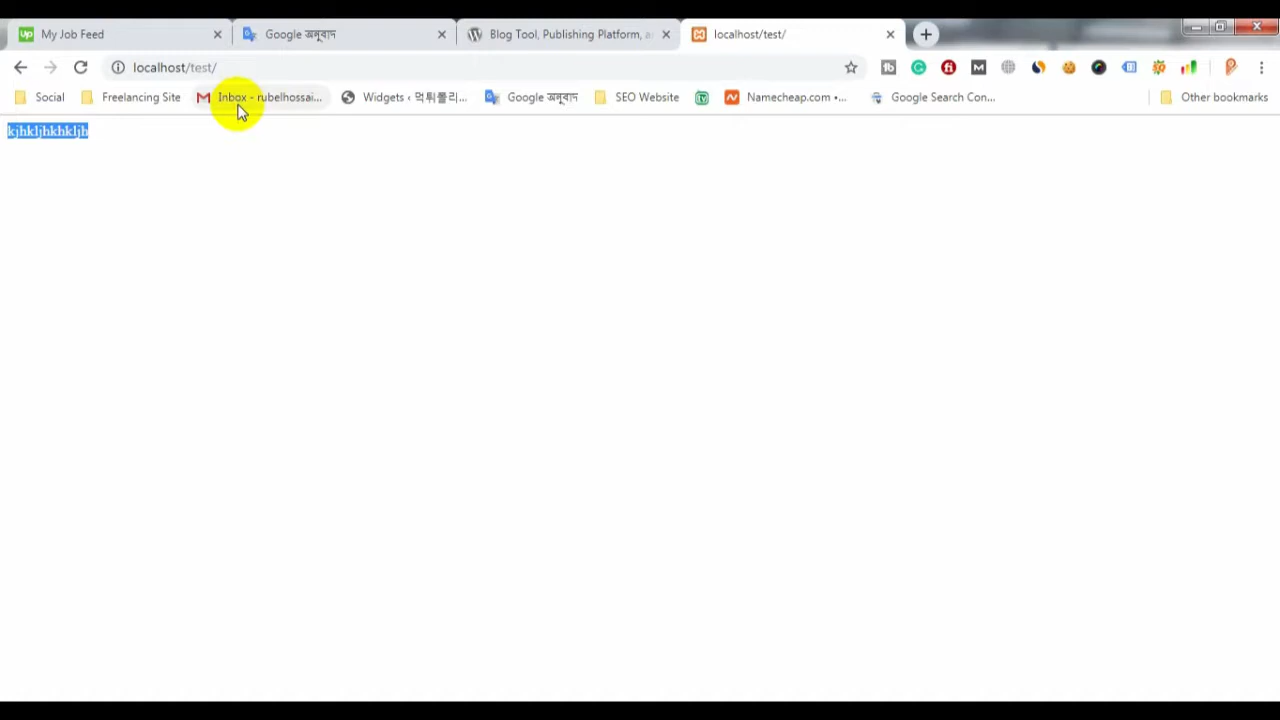 My Job Feed
Google অনুবাদ
Blog Tool, Publishing Platform, a
localhost/test/
localhost/test/
Social
Freelancing Site
Inbox - rubelhossai...
Widgets ‹ 먹튀폴리...
Google অনুবাদ
SEO Website
Namecheap.com •...
Google Search Con...
Other bookmarks
kjhkljhkhkljh